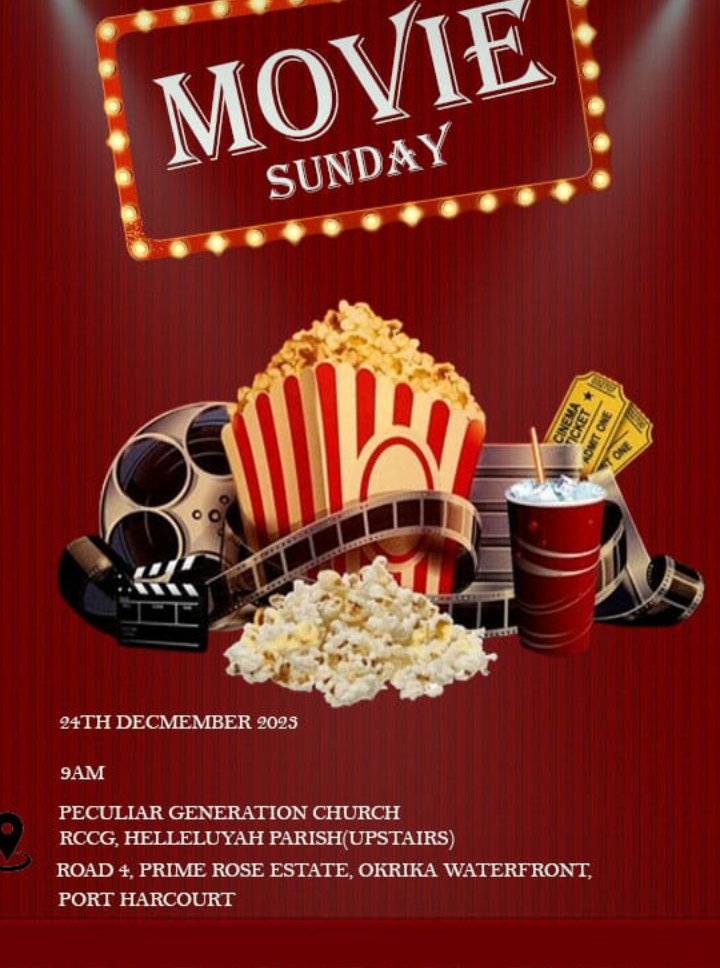 MOVIE
SUNDAY
CINEMA
TICKET
ADMIT ONE
ADMIT ONE
24TH DECMEMBER 2023
9AM
PECULIAR GENERATION CHURCH
RCCG, HELLELUYAH PARISH(UPSTAIRS)
ROAD 4, PRIME ROSE ESTATE, OKRIKA WATERFRONT,
PORT HARCOURT